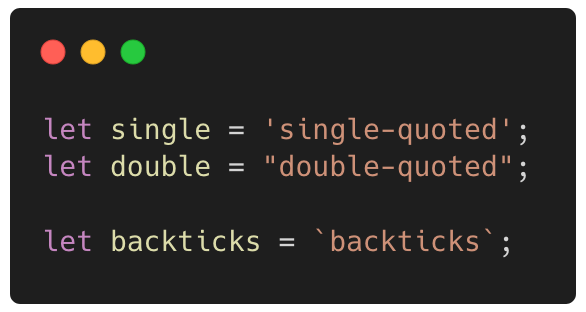 let single = 'single-quoted';
let double = "double-quoted";
let backticks = `backticks`;